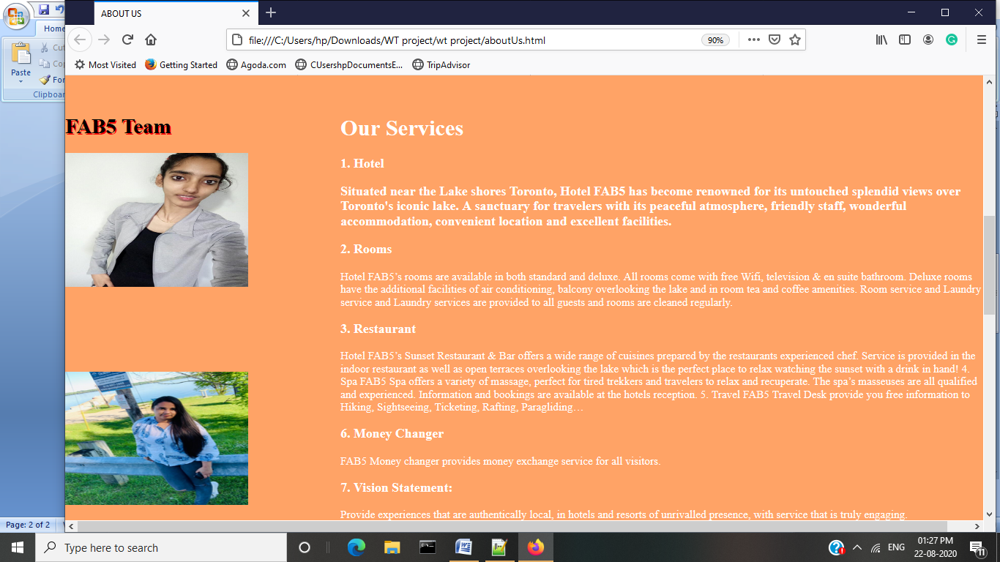 ABOUT US
Home
file:///C:/Users/hp/Downloads/WT project/wt project/aboutUs.html
90%
Cut
Paste
Clipboard
Most Visited
Getting Started
Agoda.com
CUsershpDocumentsE...
TripAdvisor
FAB5 Team
Our Services
1. Hotel
Situated near the Lake shores Toronto, Hotel FAB5 has become renowned for its untouched splendid views over
Toronto's iconic lake. A sanctuary for travelers with its peaceful atmosphere, friendly staff, wonderful
accommodation, convenient location and excellent facilities.
2. Rooms
Hotel FAB5’s rooms are available in both standard and deluxe. All rooms come with free Wifi, television & en suite bathroom. Deluxe rooms
have the additional facilities of air conditioning, balcony overlooking the lake and in room tea and coffee amenities. Room service and Laundry
service and Laundry services are provided to all guests and rooms are cleaned regularly.
3. Restaurant
Hotel FAB5’s Sunset Restaurant & Bar offers a wide range of cuisines prepared by the restaurants experienced chef. Service is provided in the
indoor restaurant as well as open terraces overlooking the lake which is the perfect place to relax watching the sunset with a drink in hand! 4.
Spa FAB5 Spa offers a variety of massage, perfect for tired trekkers and travelers to relax and recuperate. The spa’s masseuses are all qualified
and experienced. Information and bookings are available at the hotels reception. 5. Travel FAB5 Travel Desk provide you free information to
Hiking, Sightseeing, Ticketing, Rafting, Paragliding…
6. Money Changer
FAB5 Money changer provides money exchange service for all visitors.
7. Vision Statement:
Provide experiences that are authentically local, in hotels and resorts of unrivalled presence, with service that is truly engaging.
Page: 2 of 2
Type here to search
ENG
01:27 PM
22-08-2020
11